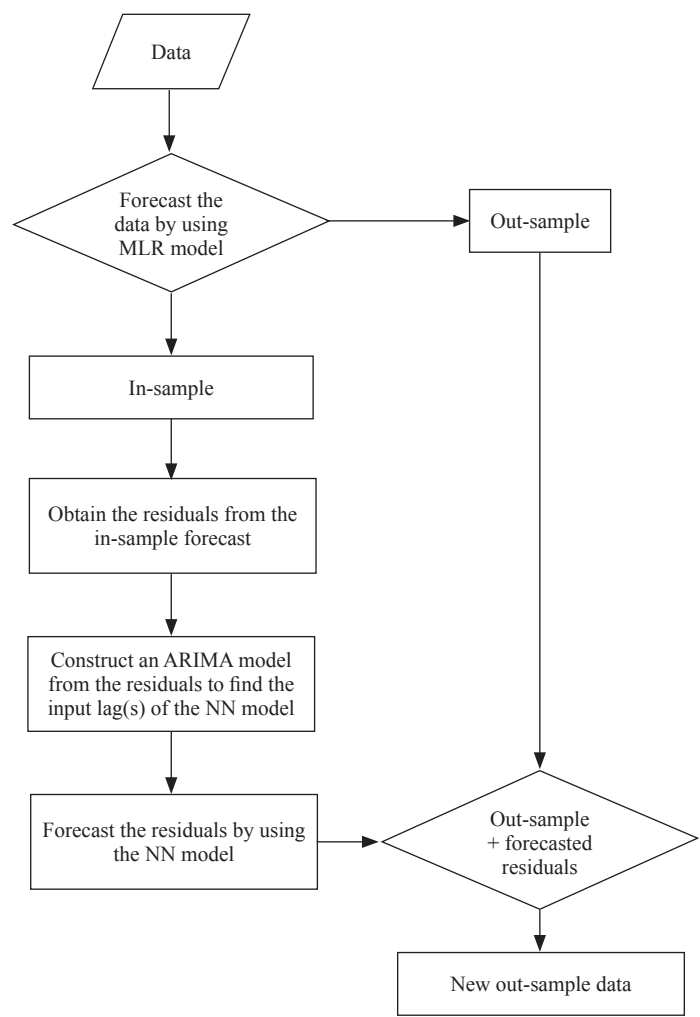 Data
Forecast the
data by using
MLR model
Out-sample
In-sample
Obtain the residuals from the
in-sample forecast
Construct an ARIMA model
from the residuals to find the
input lag(s) of the NN model
Forecast the residuals by using
the NN model
Out-sample
+ forecasted
residuals
New out-sample data